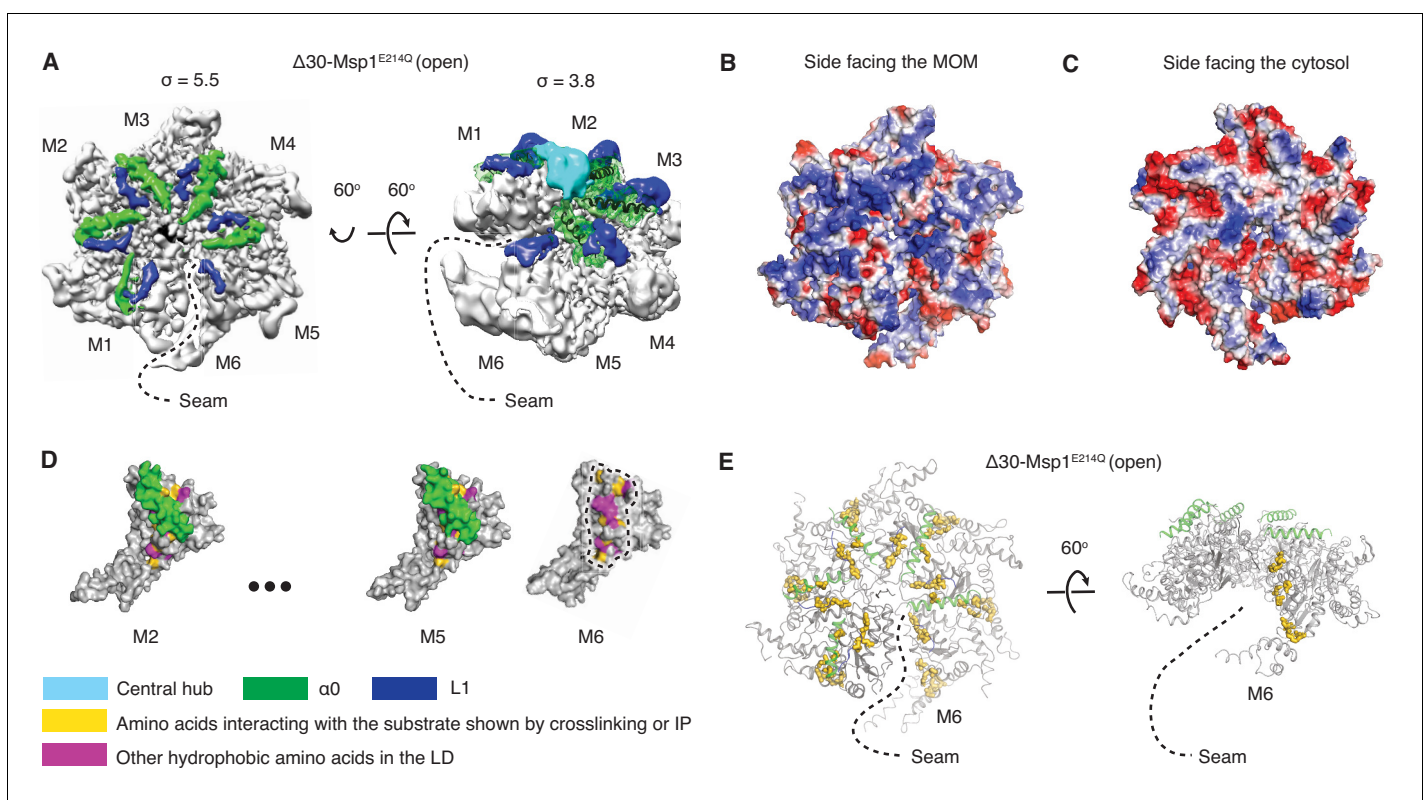 A
Δ30-Msp1E214Q (open)
σ = 5.5
σ = 3.8
M3
M2
M4
M1
M6
M5
Seam
60°
60°
M1
M2
M3
M4
M6
M5
Seam
B
Side facing the MOM
C
Side facing the cytosol
D
M2
M5
M6
Central hub
α0
L1
Amino acids interacting with the substrate shown by crosslinking or IP
Other hydrophobic amino acids in the LD
E
Δ30-Msp1E214Q (open)
60°
M6
Seam
M6
Seam